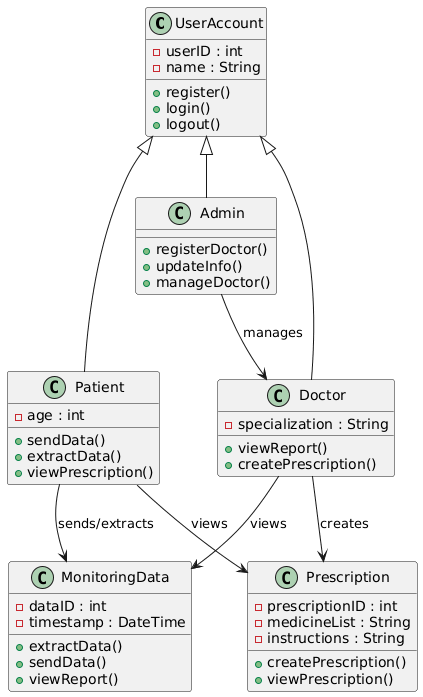 C UserAccount
userID : int
name : String
register()
login()
logout()
C Admin
registerDoctor()
updateInfo()
manageDoctor()
manages
C Patient
age : int
sendData()
extractData()
viewPrescription()
C Doctor
specialization : String
viewReport()
createPrescription()
sends/extracts
views
views
creates
C MonitoringData
dataID : int
timestamp : DateTime
extractData()
sendData()
viewReport()
C Prescription
prescriptionID : int
medicineList : String
instructions : String
createPrescription()
viewPrescription()